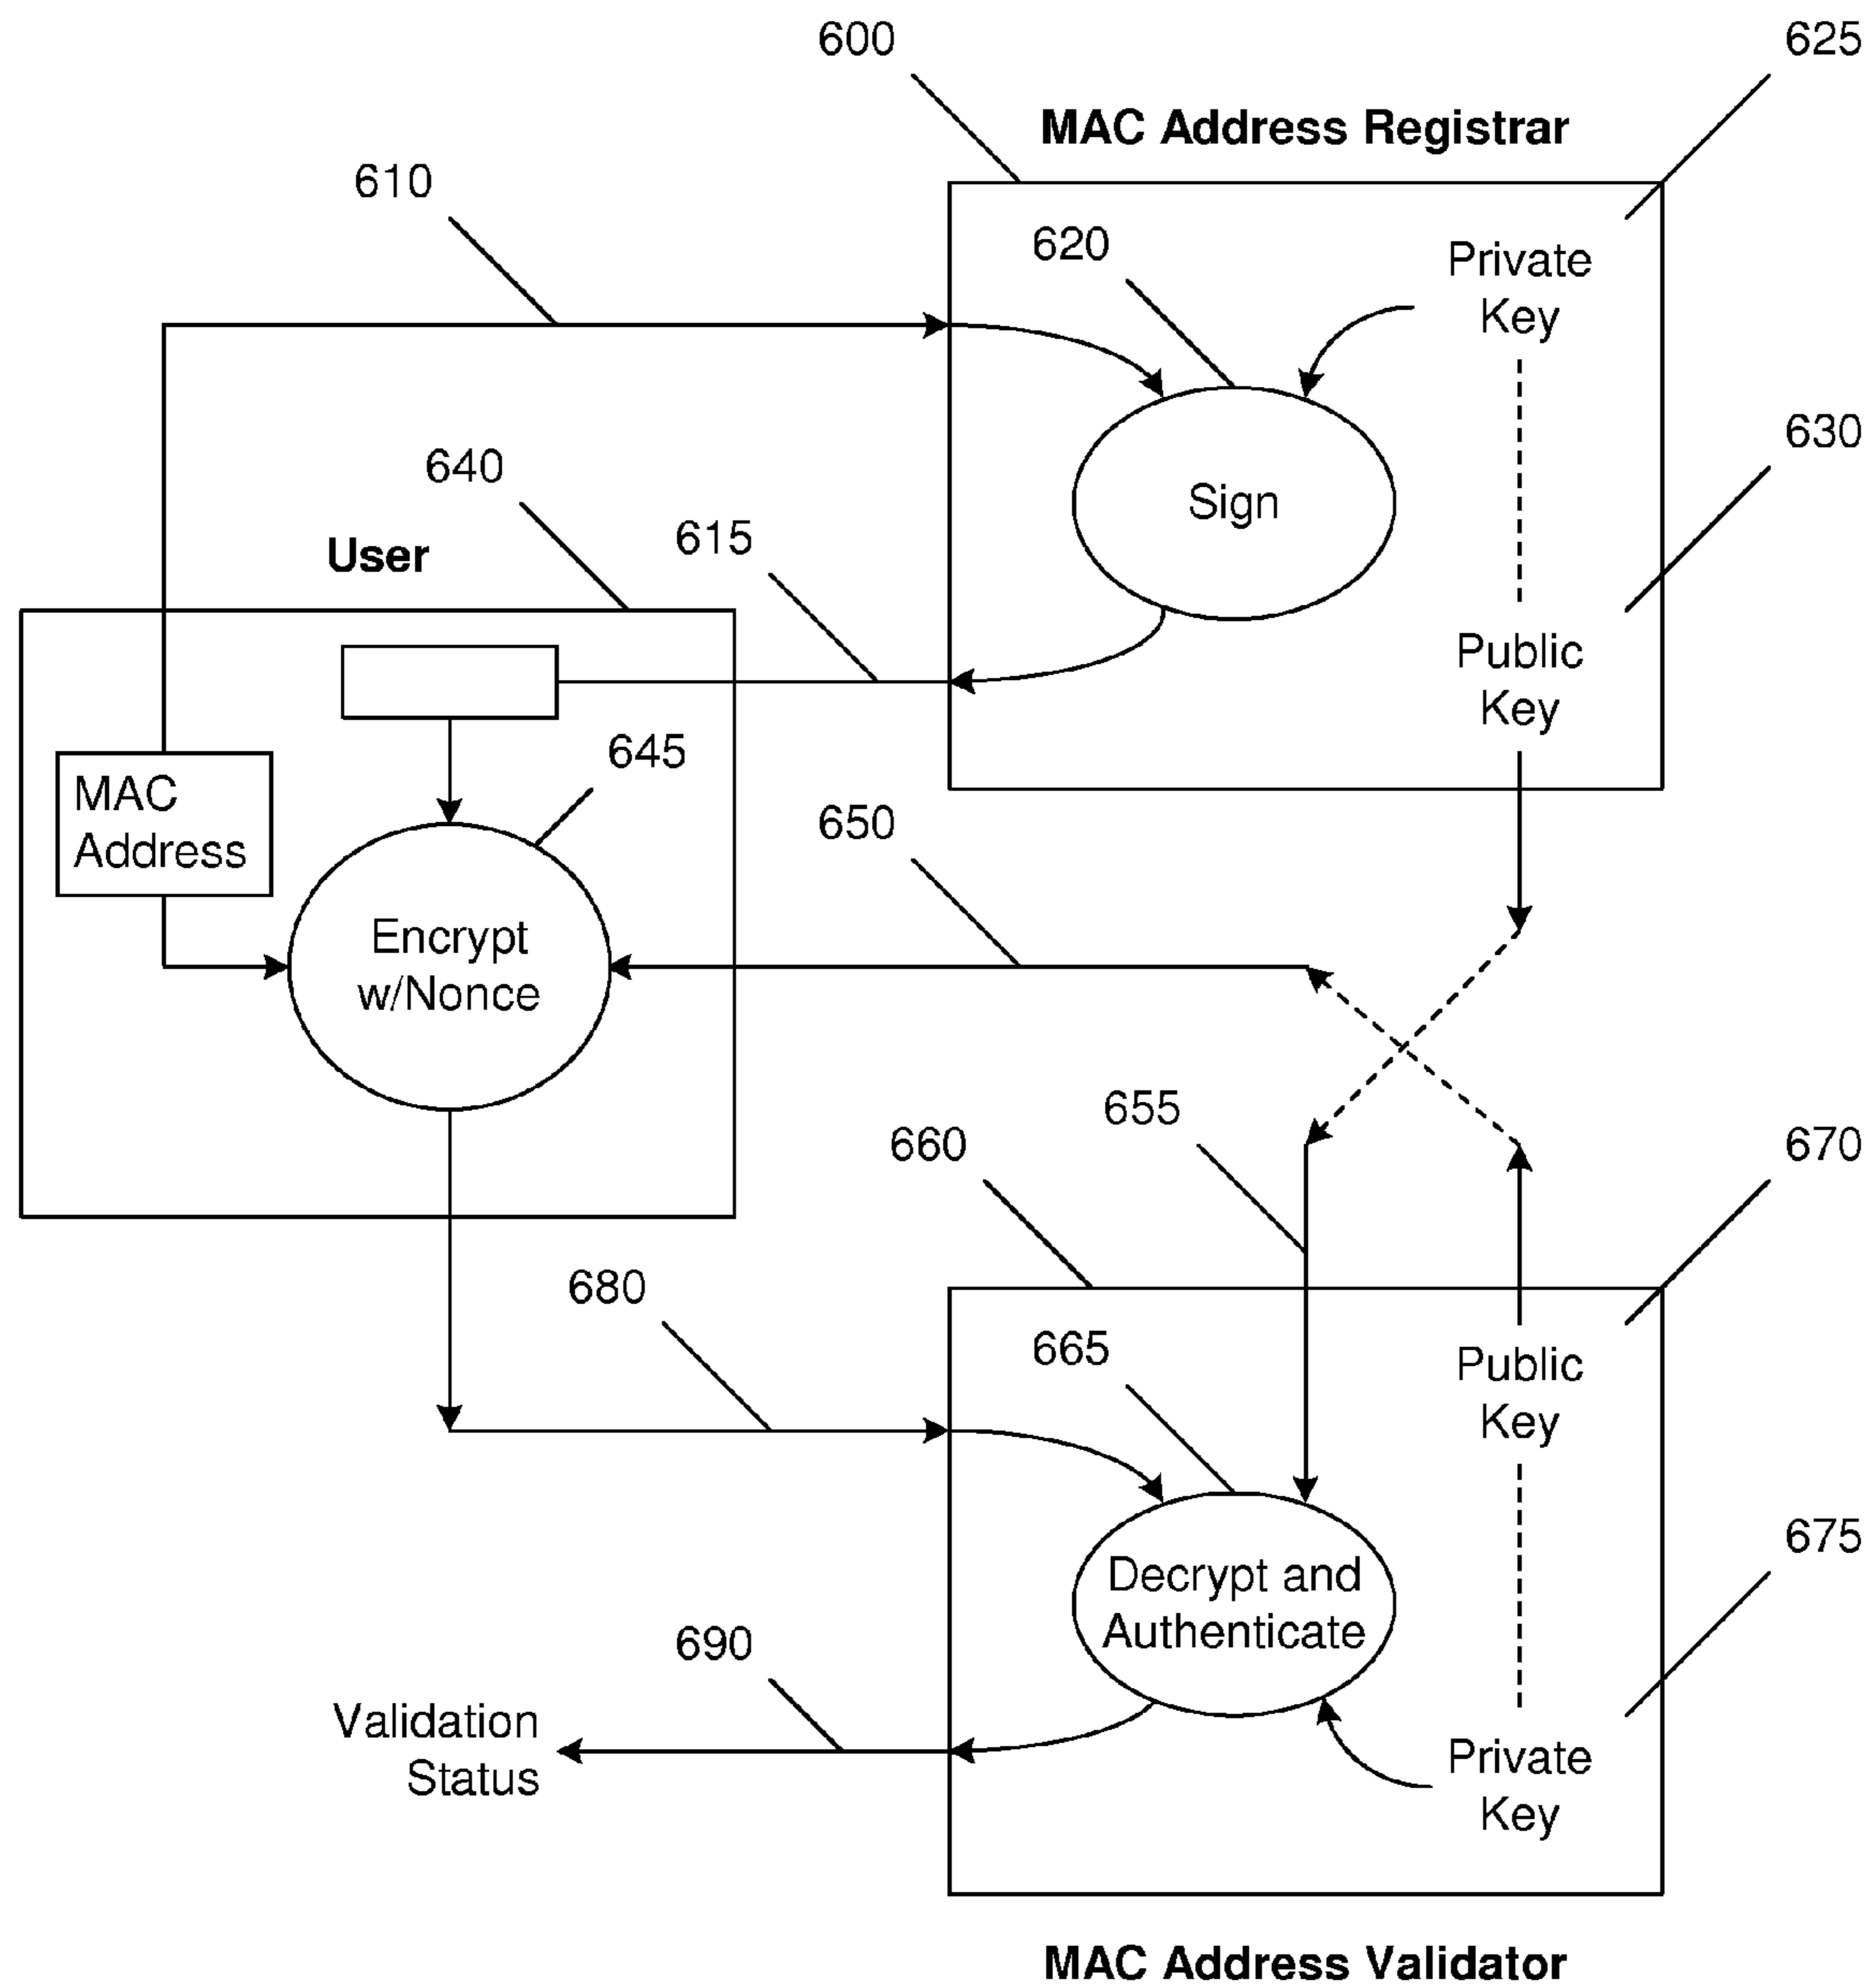 600
625
MAC Address Registrar
610
620
Private
Key
630
640
615
Sign
User
Public
Key
645
650
MAC
Address
Encrypt
w/Nonce
655
660
670
680
665
Public
Key
675
Decrypt and
Authenticate
690
Validation
Status
Private
Key
MAC Address Validator